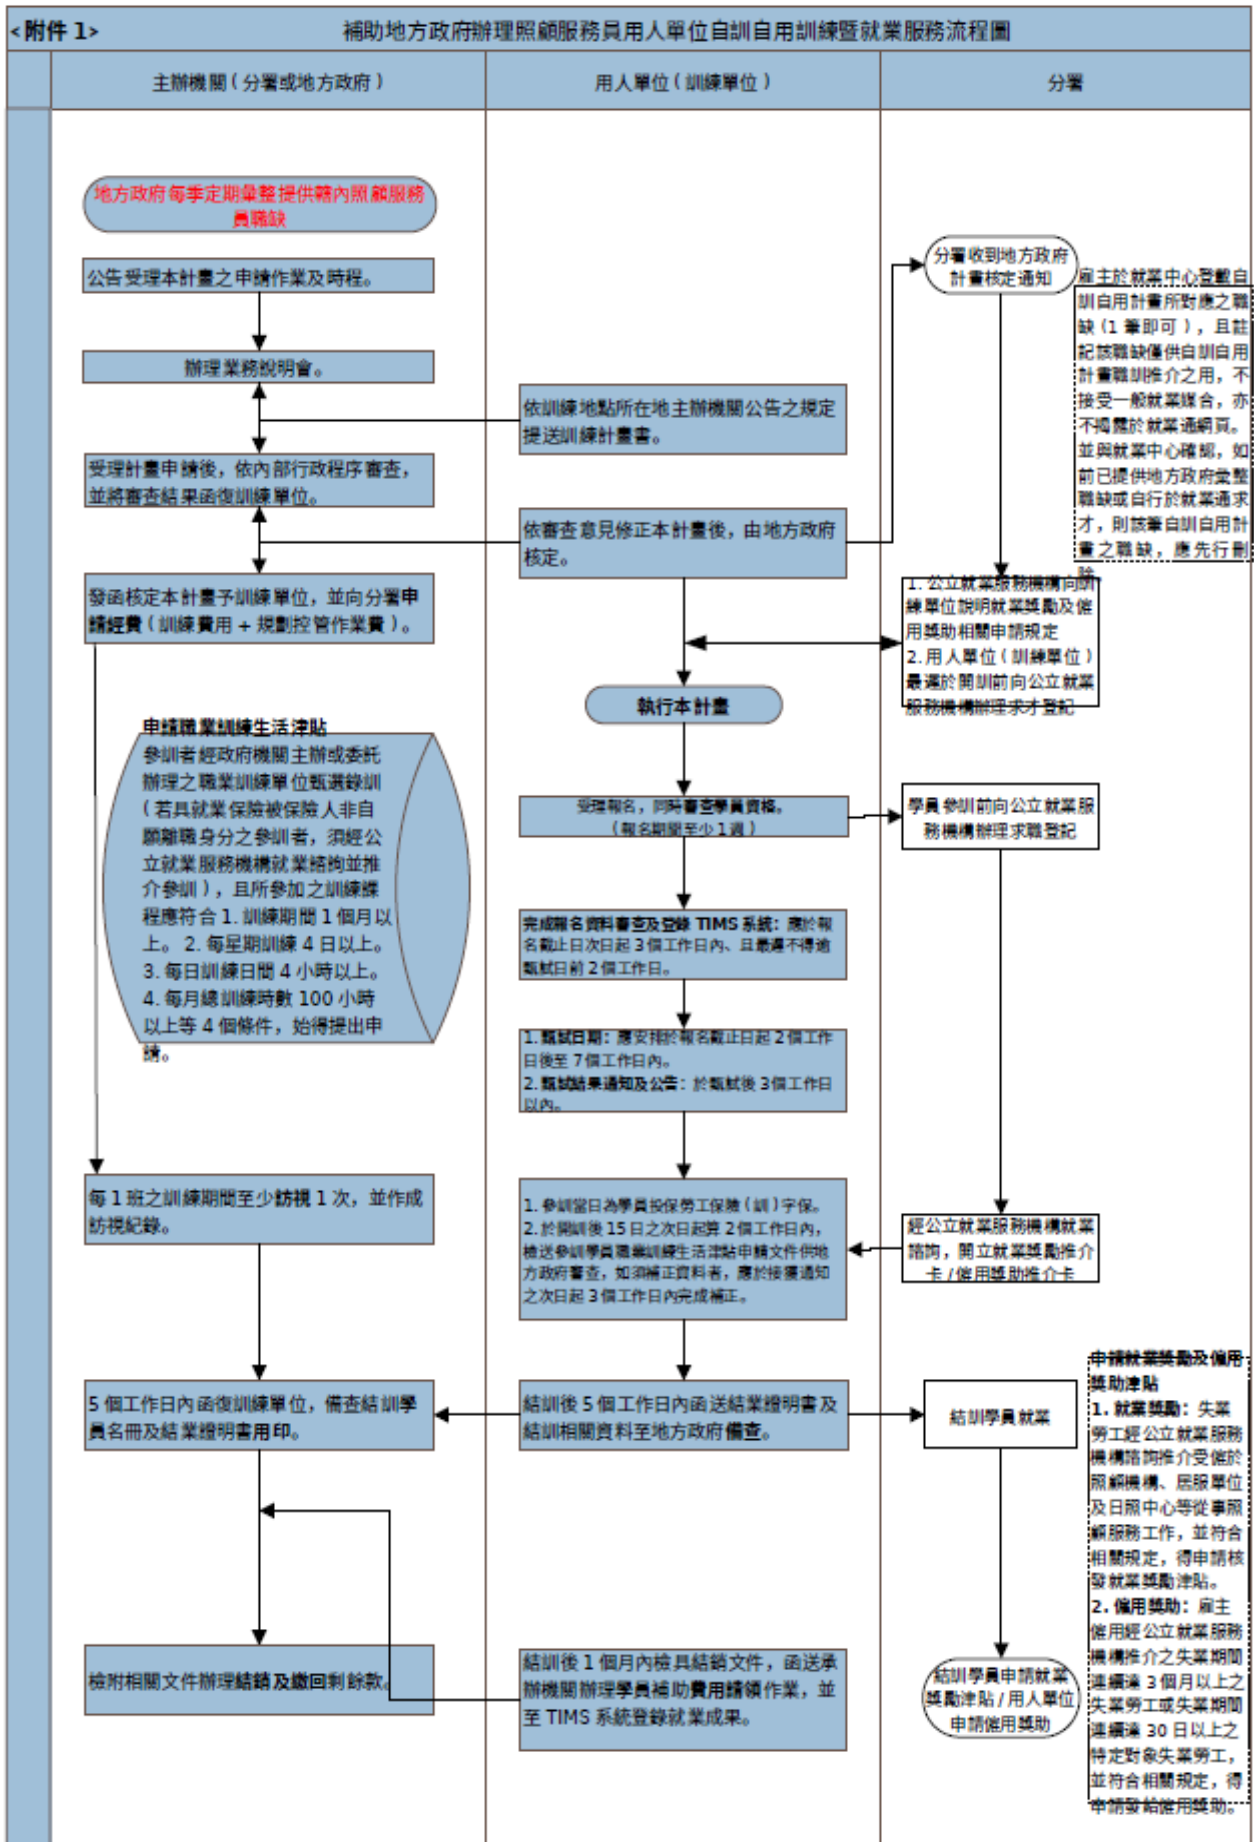 <附件 1>
補助地方政府辦理照顧服務員用人單位自訓自用訓練暨就業服務流程圖
主辦機關 ( 分署或地方政府 )
用人單位 ( 訓練單位 )
分署
地方政府每季定期彙整提供轄內照顧服務
員職缺
公告受理本計畫之申請作業及時程。
辦理業務說明會。
受理計畫申請後，依內部行政程序審查，
並將審查結果函復訓練單位。
發函核定本計畫予訓練單位，並向分署申
請經費 ( 訓練費用 + 規劃控管作業費 ) 。
申請職業訓練生活津貼
參訓者經政府機關主辦或委託
辦理之職業訓練單位甄選錄訓
( 若具就業保險被保險人非自
願離職身分之參訓者，須經公
立就業服務機構就業諮詢並推
介參訓 ) ，且所參加之訓練課
程應符合 1. 訓練期間 1 個月以
上。 2. 每星期訓練 4 日以上。
3. 每日訓練日間 4 小時以上。
4. 每月總訓練時數 100 小時
以上等 4 個條件，始得提出申
請。
每 1 班之訓練期間至少訪視 1 次，並作成
訪視紀錄。
5 個工作日內函復訓練單位，備查結訓學
員名冊及結業證明書用印。
檢附相關文件辦理結銷及繳回剩餘款。
依訓練地點所在地主辦機關公告之規定
提送訓練計畫書。
依審查意見修正本計畫後，由地方政府
核定。
執行本計畫
受理報名，同時審查學員資格。
( 報名期間至少 1 週 )
完成報名資料審查及登錄 TIMS 系統：應於報
名截止日次日起 3 個工作日內、且最遲不得逾
甄試日前 2 個工作日。
1. 甄試日期：應安排於報名截止日起 2 個工作
日後至 7 個工作日內。
2. 甄試結果通知及公告：於甄試後 3 個工作日
以內。
1. 參訓當日為學員投保勞工保險 ( 訓 ) 字保。
2. 於開訓後 15 日之次日起算 2 個工作日內，
檢送參訓學員職業訓練生活津貼申請文件供地
方政府審查，如須補正資料者，應於接獲通知
之次日起 3 個工作日內完成補正。
結訓後 5 個工作日內函送結業證明書及
結訓相關資料至地方政府備查。
結訓後 1 個月內檢具結銷文件，函送承
辦機關辦理學員補助費用請領作業，並
至 TIMS 系統登錄就業成果。
分署收到地方政府
計畫核定通知
雇主於就業中心登載自
訓自用計畫所對應之職
缺 (1 筆即可 ) ，且註
記該職缺僅供自訓自用
計畫職訓推介之用，不
接受一般就業媒合，亦
不揭露於就業通網頁。
並與就業中心確認，如
前已提供地方政府彙整
職缺或自行於就業通求
才，則該筆自訓自用計
畫之職缺，應先行刪
除
1. 公立就業服務機構向訓
練單位說明就業獎勵及僱
用獎助相關申請規定
2. 用人單位 ( 訓練單位 )
最遲於開訓前向公立就業
服務機構辦理求才登記
學員參訓前向公立就業服
務機構辦理求職登記
經公立就業服務機構就業
諮詢，開立就業獎勵推介
卡 / 僱用獎助推介卡
結訓學員就業
結訓學員申請就業
獎勵津貼 / 用人單位
申請僱用獎助
申請就業獎勵及僱用
獎助津貼
1. 就業獎勵：失業
勞工經公立就業服務
機構諮詢推介受僱於
照顧機構、居服單位
及日照中心等從事照
顧服務工作，並符合
相關規定，得申請核
發就業獎勵津貼。
2. 僱用獎助：雇主
僱用經公立就業服務
機構推介之失業期間
連續達 3 個月以上之
失業勞工或失業期間
連續達 30 日以上之
特定對象失業勞工，
並符合相關規定，得
申請發給僱用獎助。